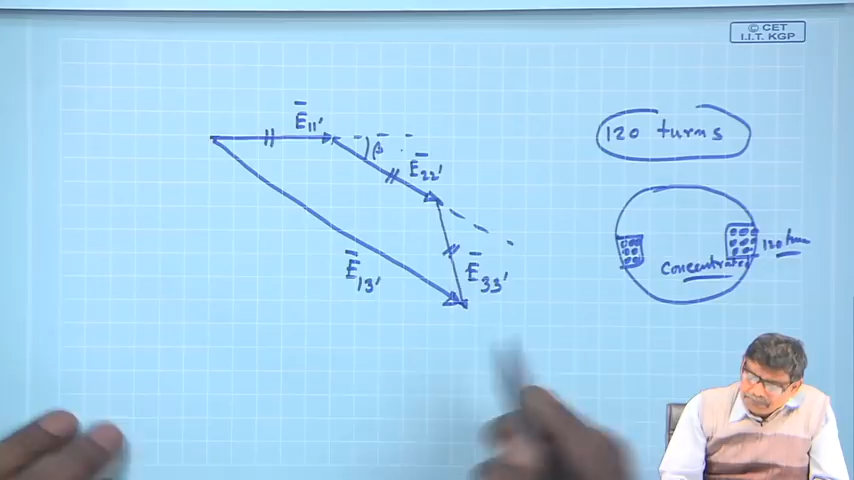 © CET
I.I.T. KGP
E̅₁₁'
β
E̅₂₂'
E̅₃₃'
E̅₁₃'
120 turns
120 turns
Concentrated